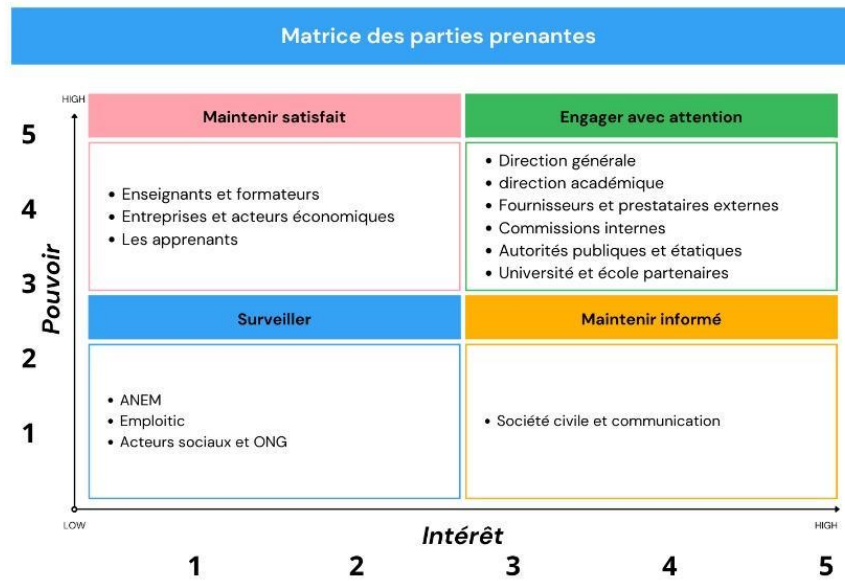 Matrice des parties prenantes
HIGH
Maintenir satisfait
Engager avec attention
5
4
3
2
1
Pouvoir
• Enseignants et formateurs
• Entreprises et acteurs économiques
• Les apprenants
• Direction générale
• direction académique
• Fournisseurs et prestataires externes
• Commissions internes
• Autorités publiques et étatiques
• Université et école partenaires
Surveiller
Maintenir informé
• ANEM
• Emploitic
• Acteurs sociaux et ONG
• Société civile et communication
LOW
Intérêt
HIGH
1 2 3 4 5